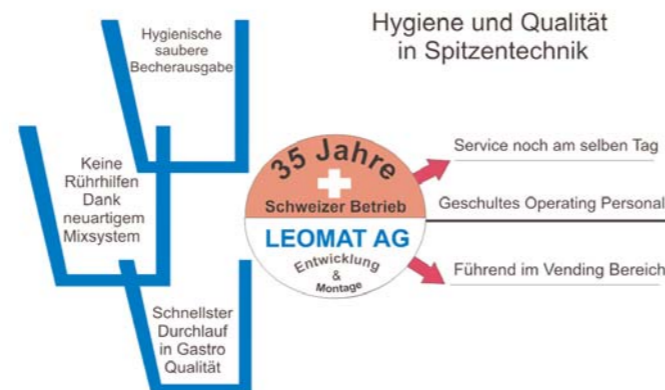 Hygiene und Qualität
in Spitzentechnik
Hygienische
saubere
Becherausgabe
Keine
Rührhilfen
Dank
neuartigem
Mixsystem
Schnellster
Durchlauf
in Gastro
Qualität
35 Jahre
Schweizer Betrieb
LEOMAT AG
Entwicklung
&
Montage
Service noch am selben Tag
Geschultes Operating Personal
Führend im Vending Bereich